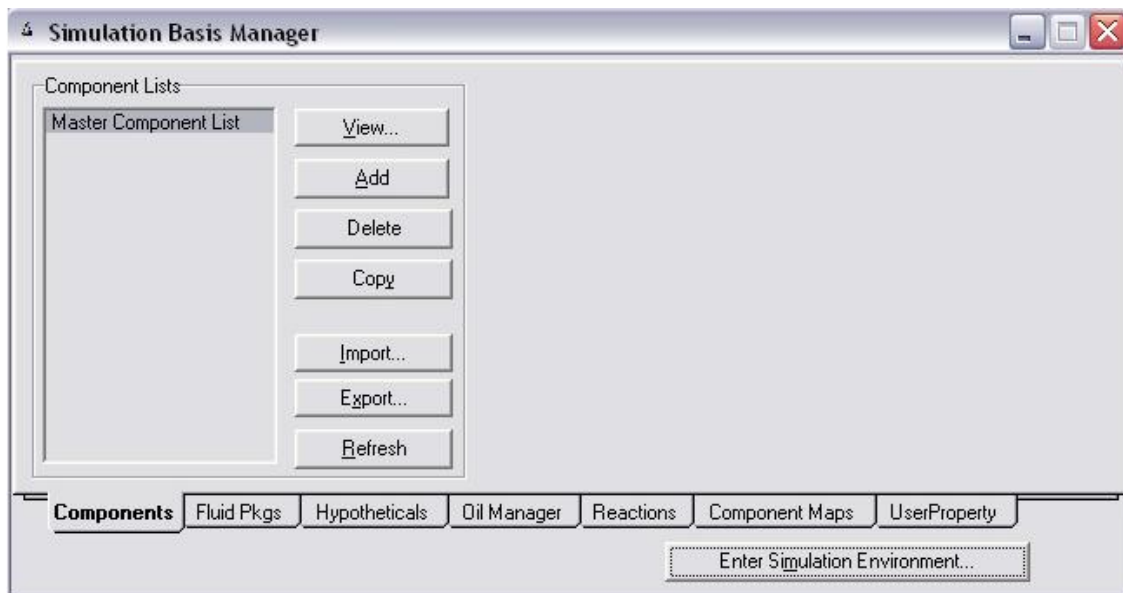 Simulation Basis Manager
Component Lists
Master Component List
View...
Add
Delete
Copy
Import...
Export...
Refresh
Components Fluid Pkgs Hypotheticals Oil Manager Reactions Component Maps UserProperty
Enter Simulation Environment...